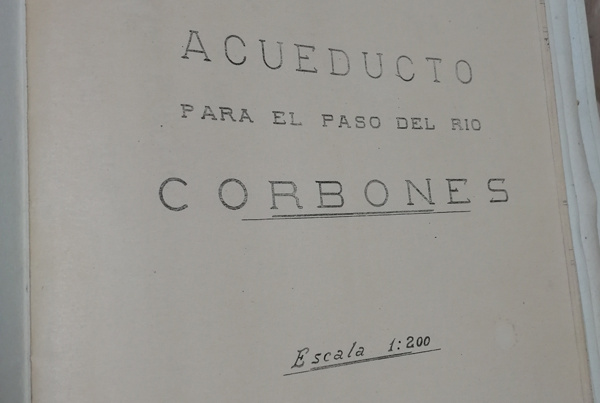 ACUEDUCTO
PARA EL PASO DEL RIO
CORBONES
Escala 1:200